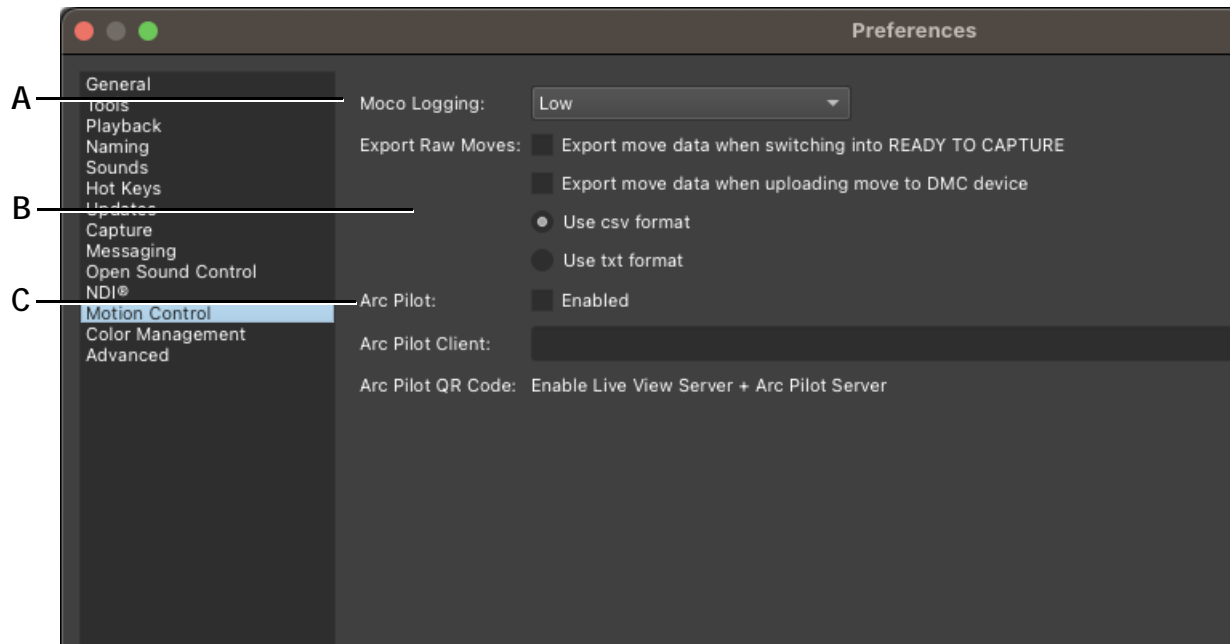 Preferences
A
B
C
General
Tools
Playback
Naming
Sounds
Hot Keys
Updates
Capture
Messaging
Open Sound Control
NDI®
Motion Control
Color Management
Advanced
Moco Logging: Low
Export Raw Moves: Export move data when switching into READY TO CAPTURE
Export move data when uploading move to DMC device
Use csv format
Use txt format
Arc Pilot: Enabled
Arc Pilot Client:
Arc Pilot QR Code: Enable Live View Server + Arc Pilot Server